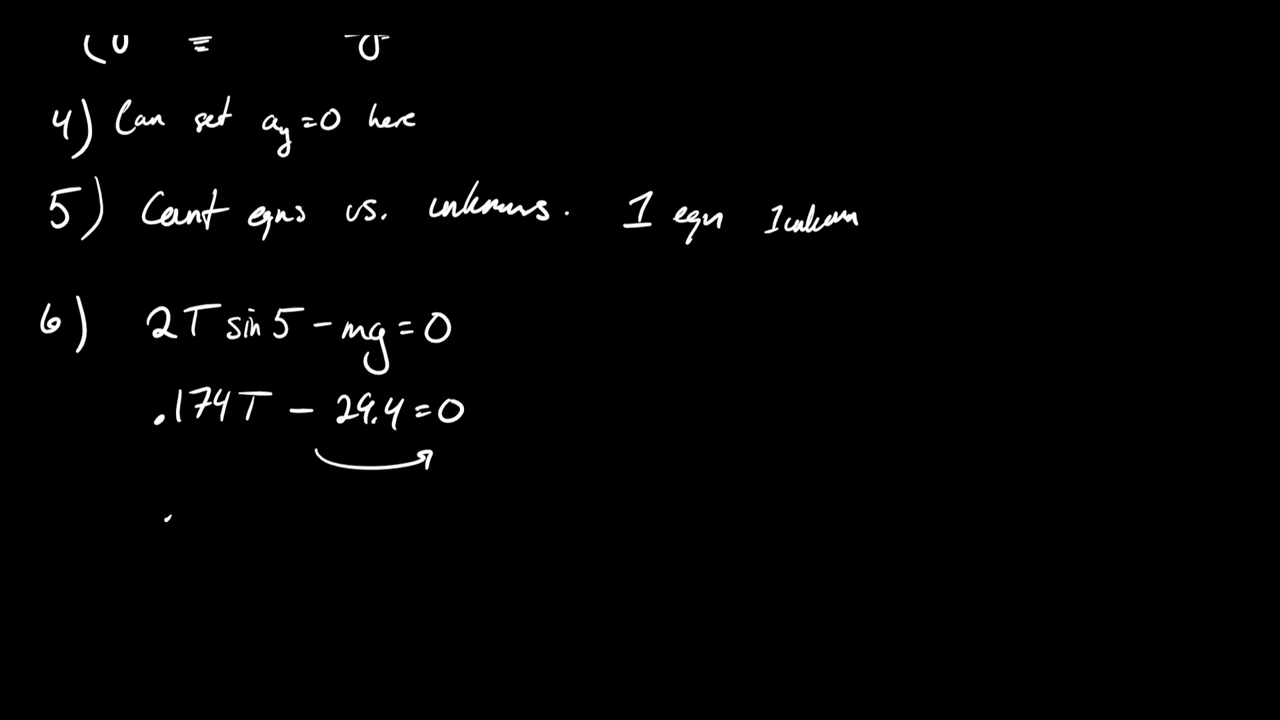 4) Can set ay=0 here
5) Count eqns vs. unknowns. 1 eqn 1 unknown
6) 2T sin 5 - mg = 0
.174T - 29.4 = 0